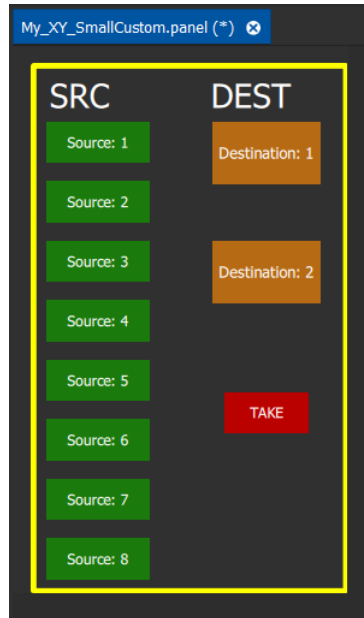 My_XY_SmallCustom.panel (*)
SRC
DEST
Source: 1
Destination: 1
Source: 2
Source: 3
Destination: 2
Source: 4
Source: 5
TAKE
Source: 6
Source: 7
Source: 8